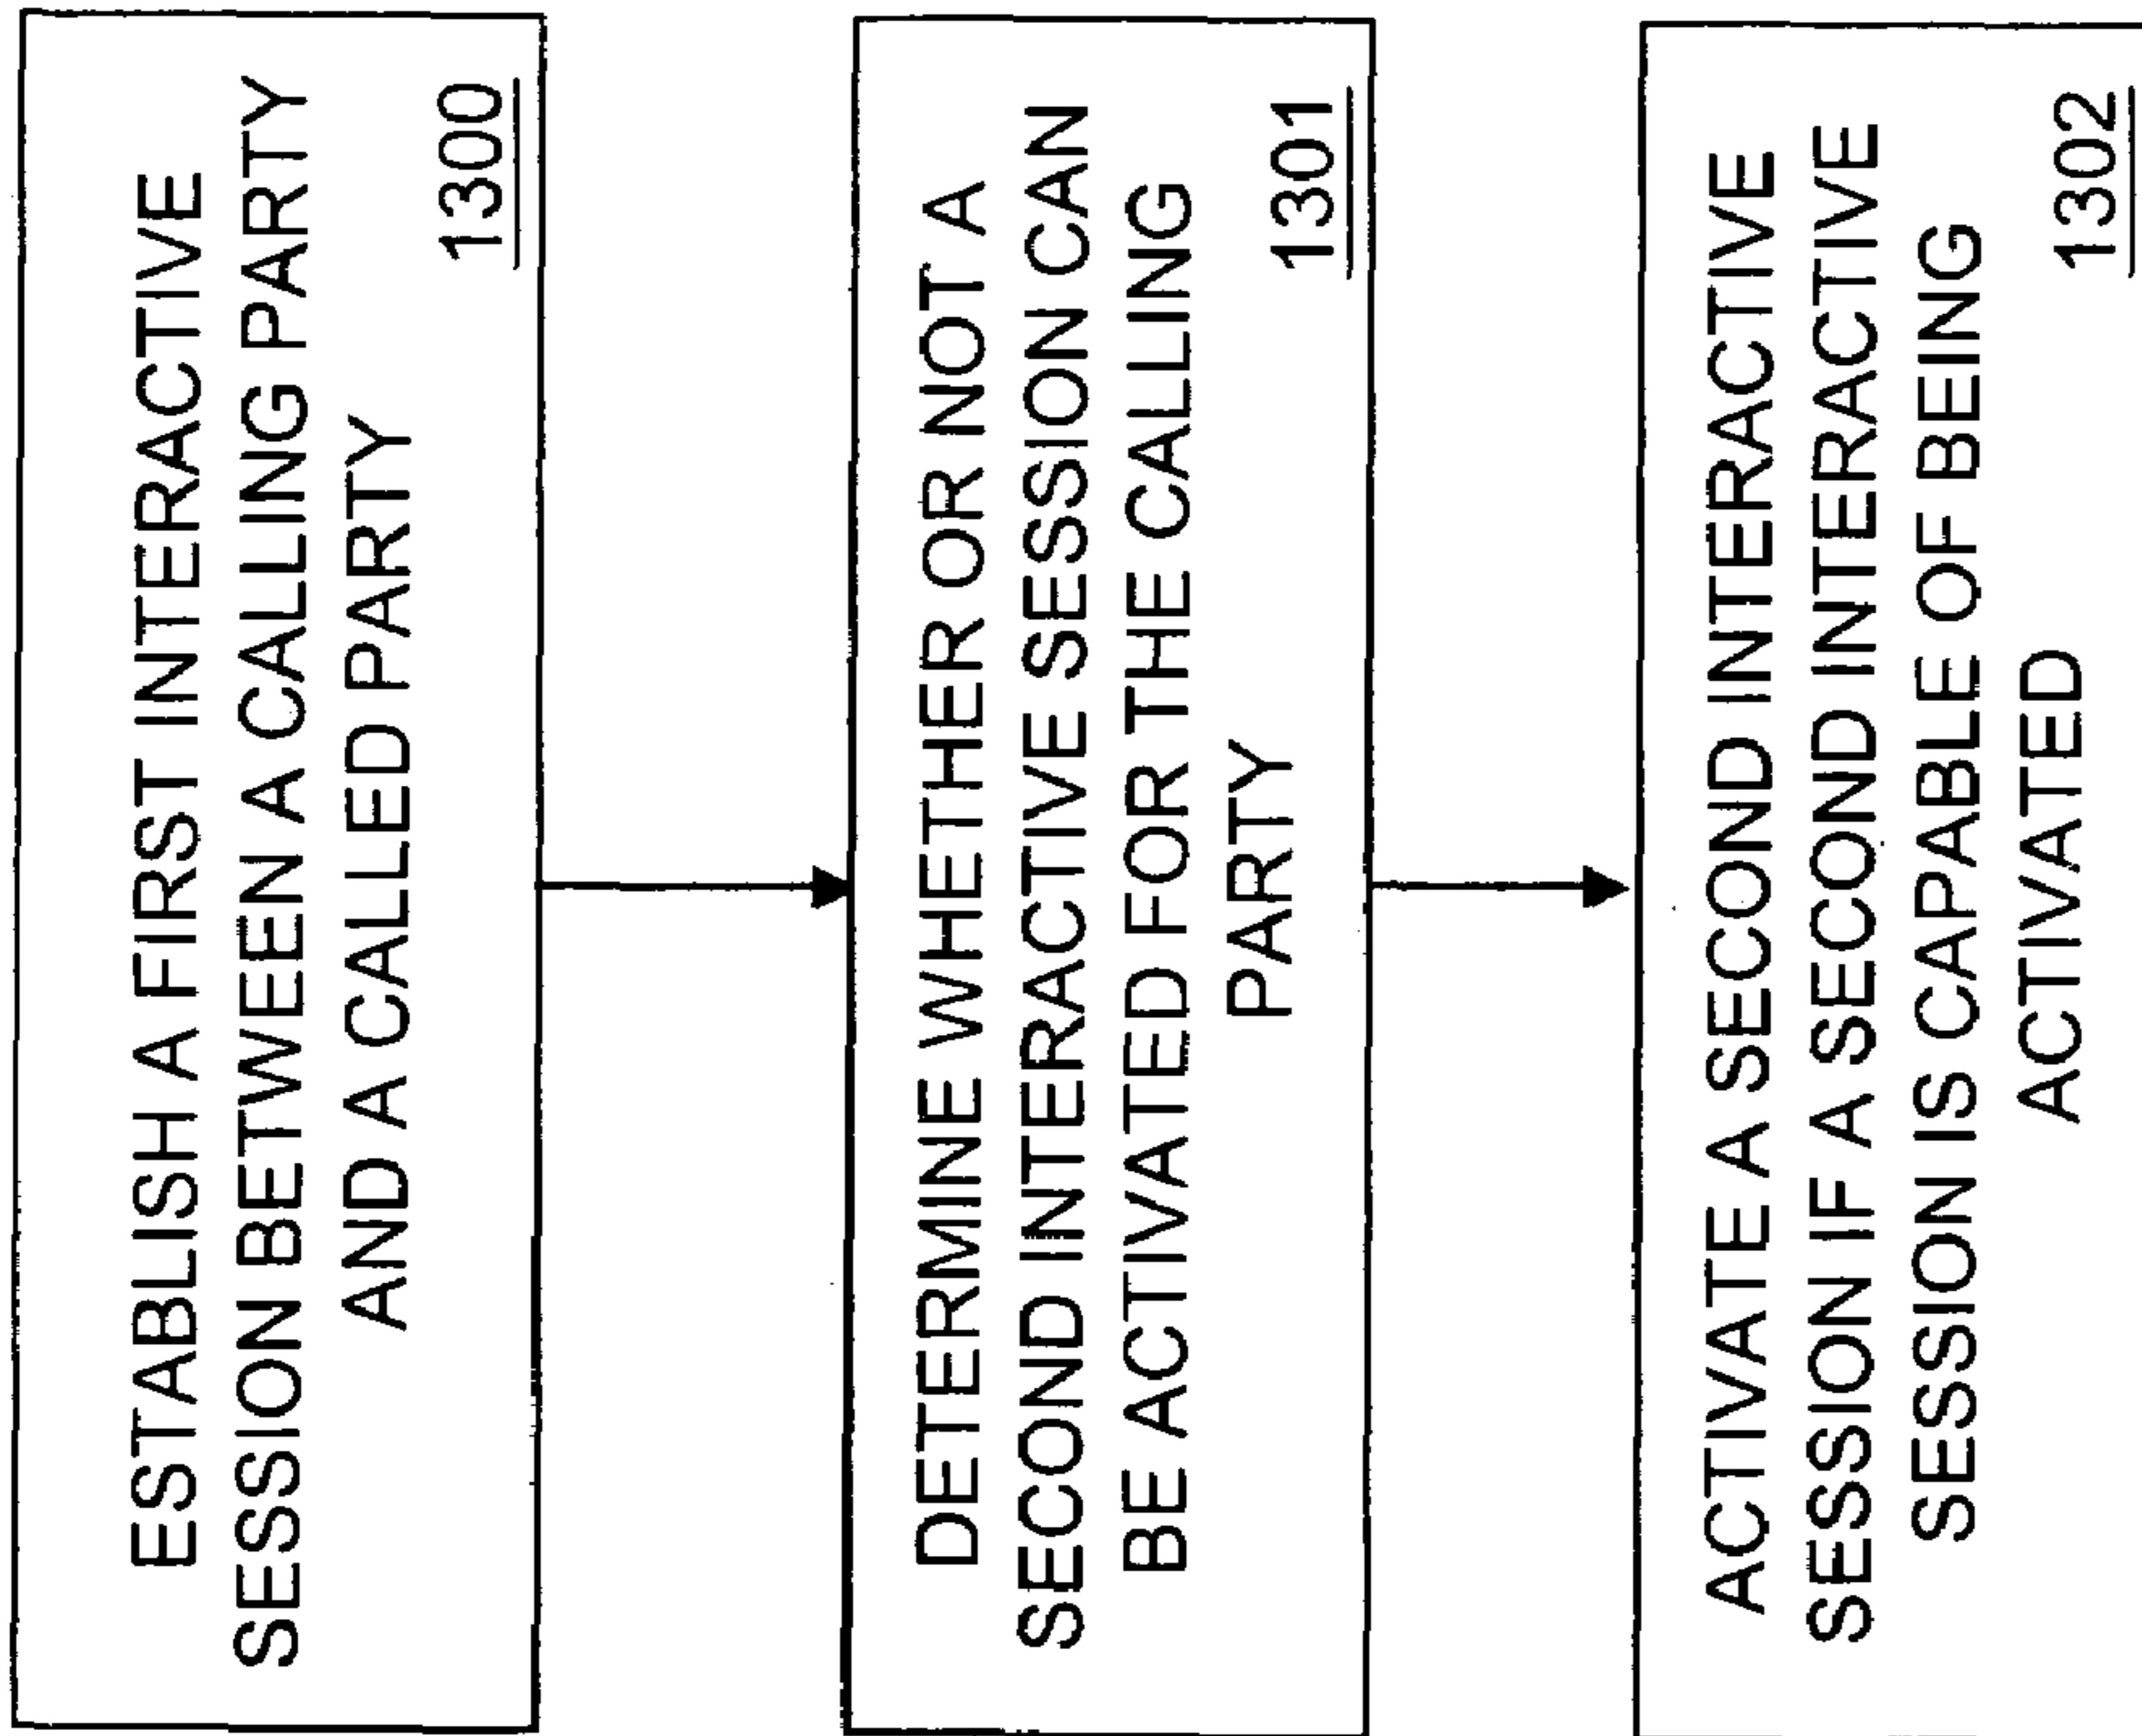 ESTABLISH A FIRST INTERACTIVE
SESSION BETWEEN A CALLING PARTY
AND A CALLED PARTY
1300
DETERMINE WHETHER OR NOT A
SECOND INTERACTIVE SESSION CAN
BE ACTIVATED FOR THE CALLING
PARTY
1301
ACTIVATE A SECOND INTERACTIVE
SESSION IF A SECOND INTERACTIVE
SESSION IS CAPABLE OF BEING
ACTIVATED
1302